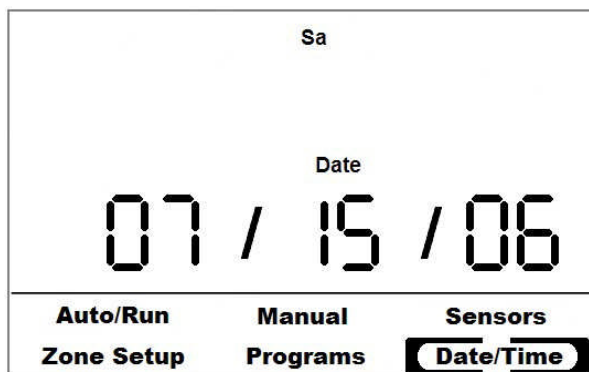 Sa
Date
07 / 15 / 06
Auto/Run Manual Sensors
Zone Setup Programs Date/Time